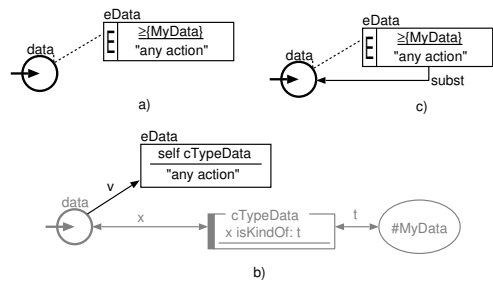 eData
data
E
≥{MyData}
"any action"
a)
eData
data
E
≥{MyData}
"any action"
subst
c)
eData
self cTypeData
"any action"
v
data
x
cTypeData
x isKindOf: t
t
#MyData
b)